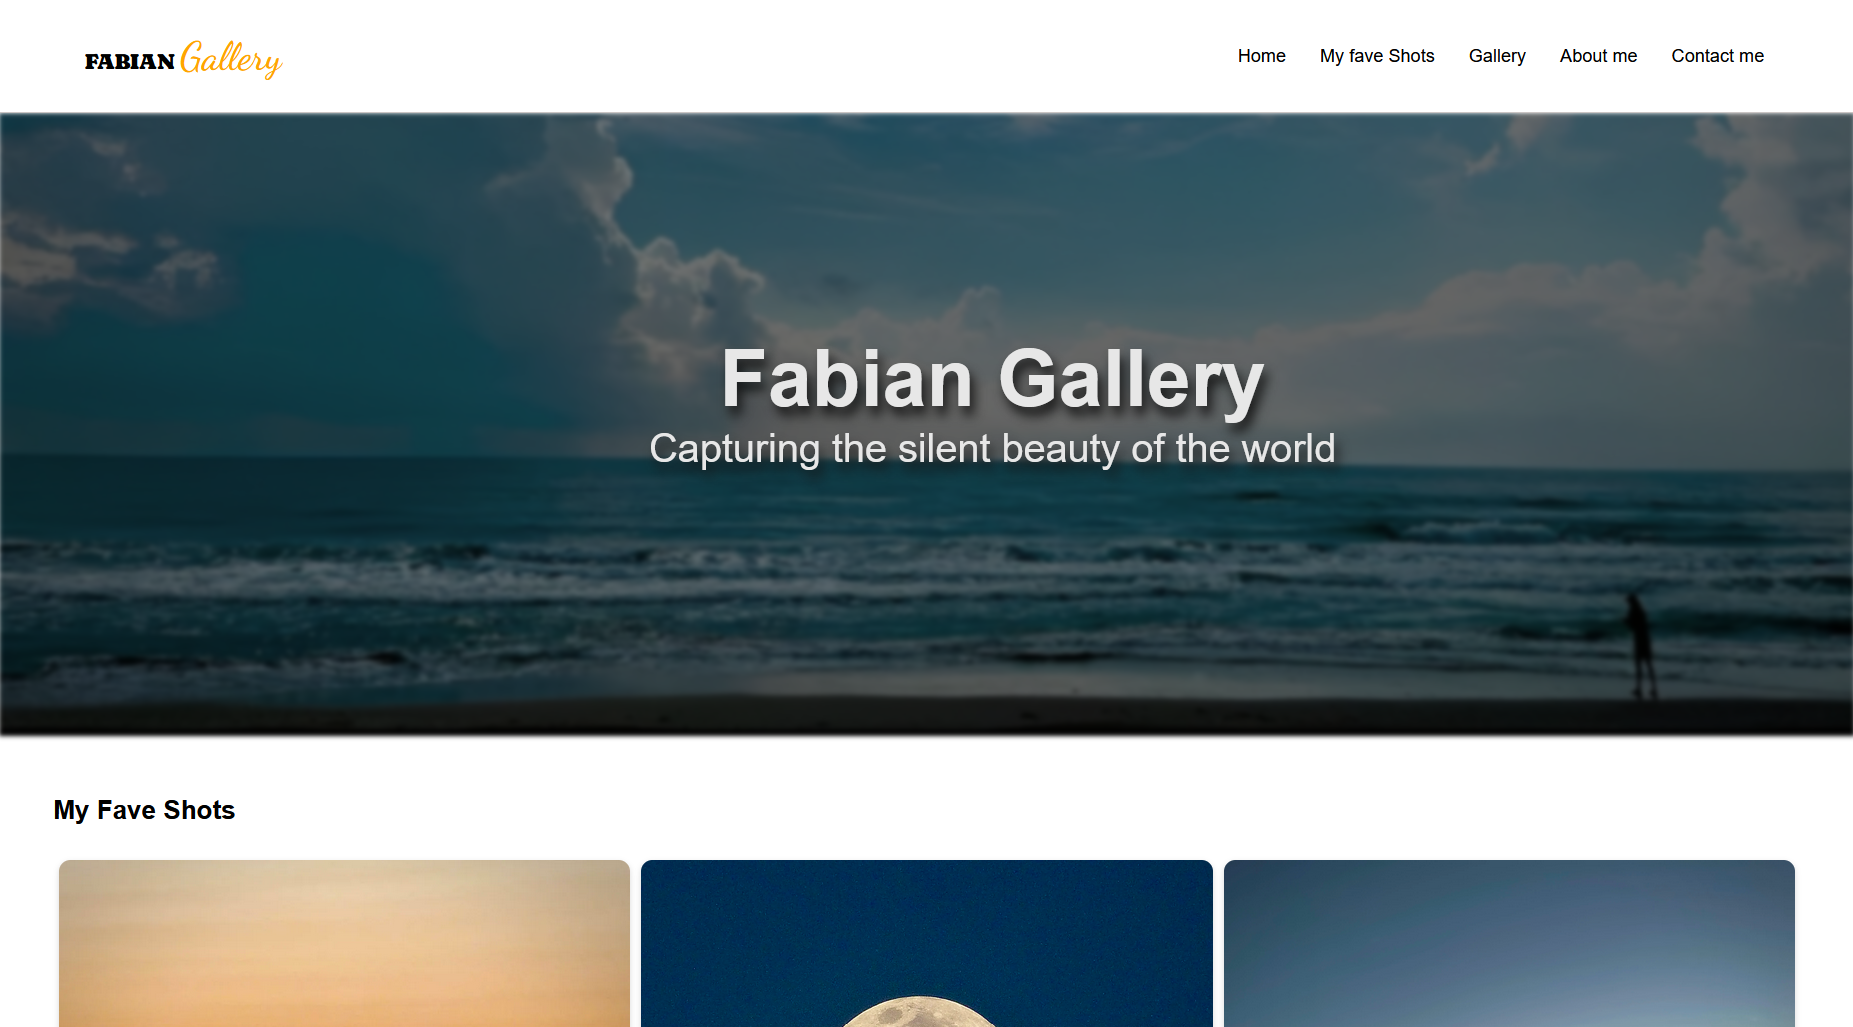 FABIAN Gallery
Home My fave Shots Gallery About me Contact me
Fabian Gallery
Capturing the silent beauty of the world
My Fave Shots